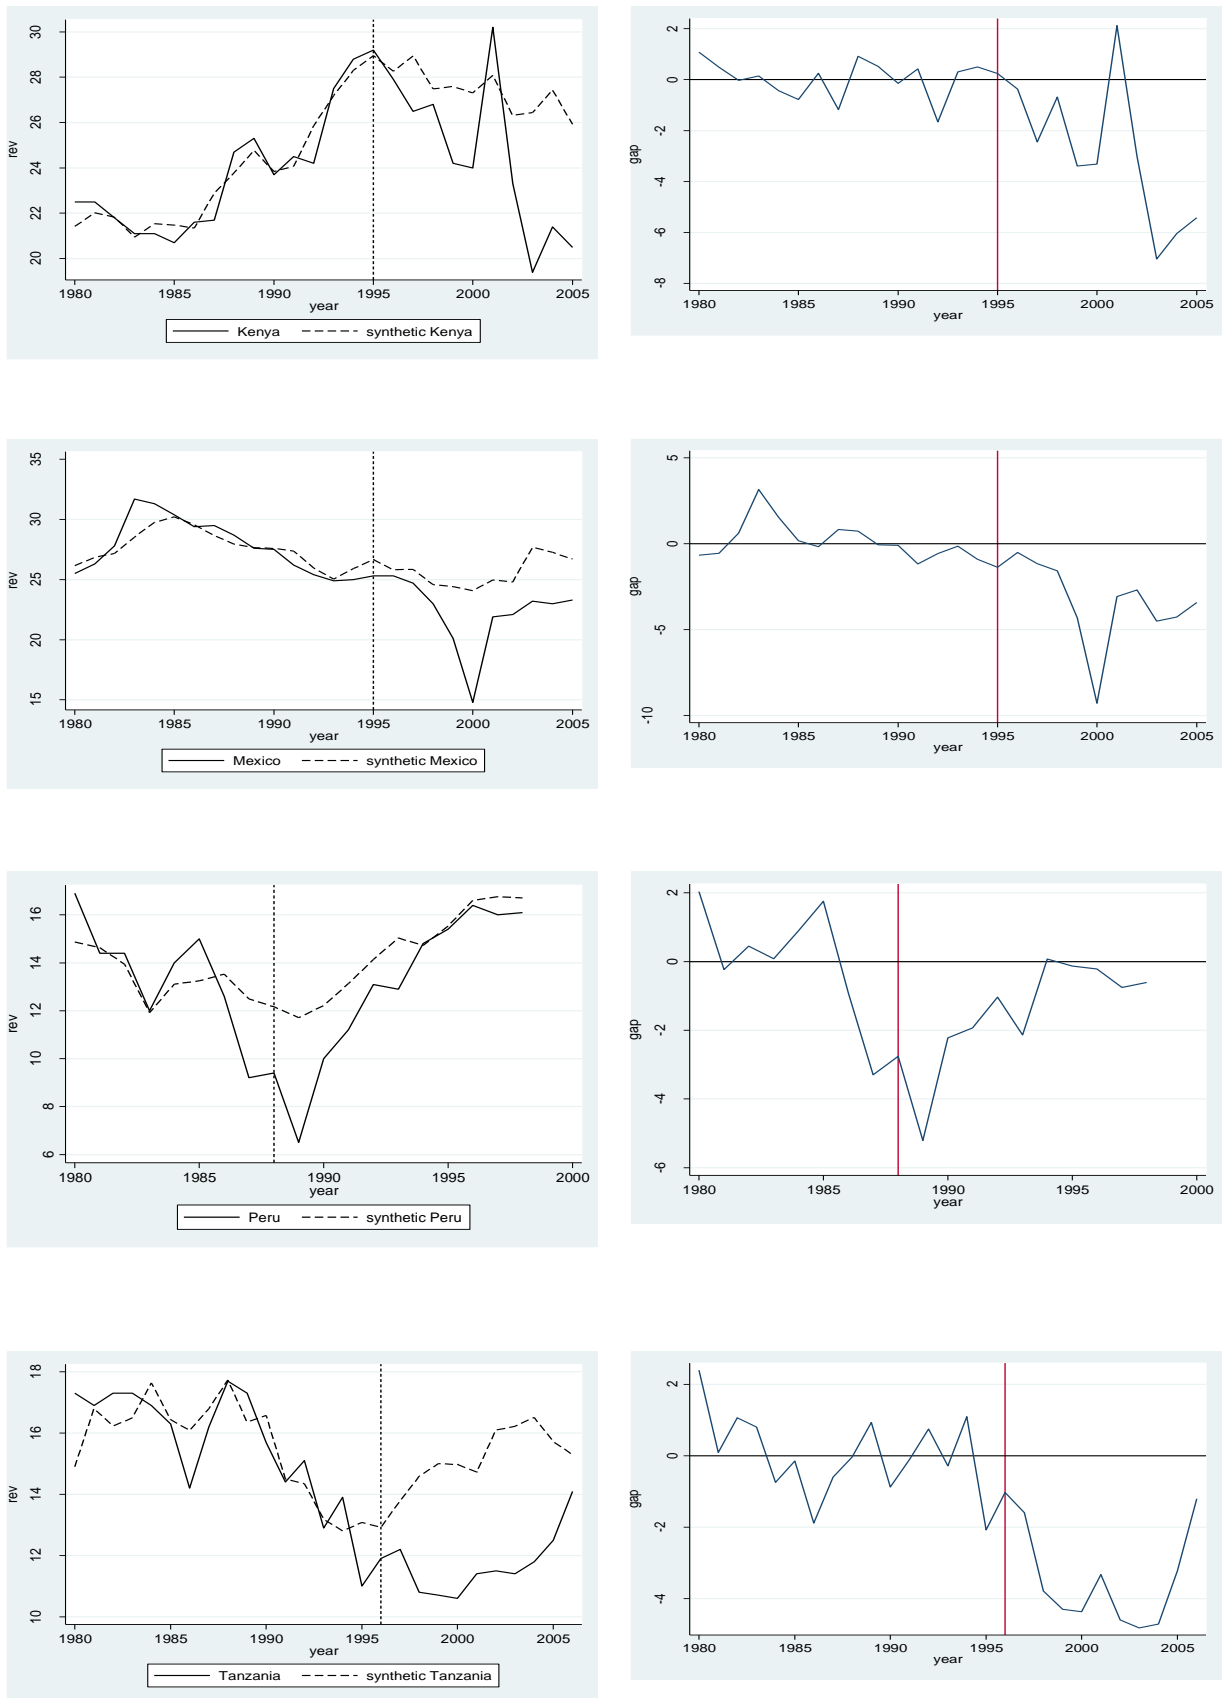 30
28
26
24
22
20
rev
1980 1985 1990 1995 2000 2005
year
Kenya synthetic Kenya
2
0
-2
-4
-6
-8
gap
1980 1985 1990 1995 2000 2005
year
35
30
25
20
15
rev
1980 1985 1990 1995 2000 2005
year
Mexico synthetic Mexico
5
0
-5
-10
gap
1980 1985 1990 1995 2000 2005
year
16
14
12
10
8
6
rev
1980 1985 1990 1995 2000
year
Peru synthetic Peru
2
0
-2
-4
-6
gap
1980 1985 1990 1995 2000
year
18
16
14
12
10
rev
1980 1985 1990 1995 2000 2005
year
Tanzania synthetic Tanzania
2
0
-2
-4
gap
1980 1985 1990 1995 2000 2005
year